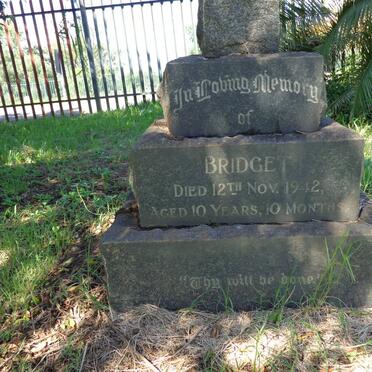 In Loving Memory
of
BRIDGET
DIED 12TH NOV. 1942,
AGED 10 YEARS, 10 MONTHS
"Thy will be done"